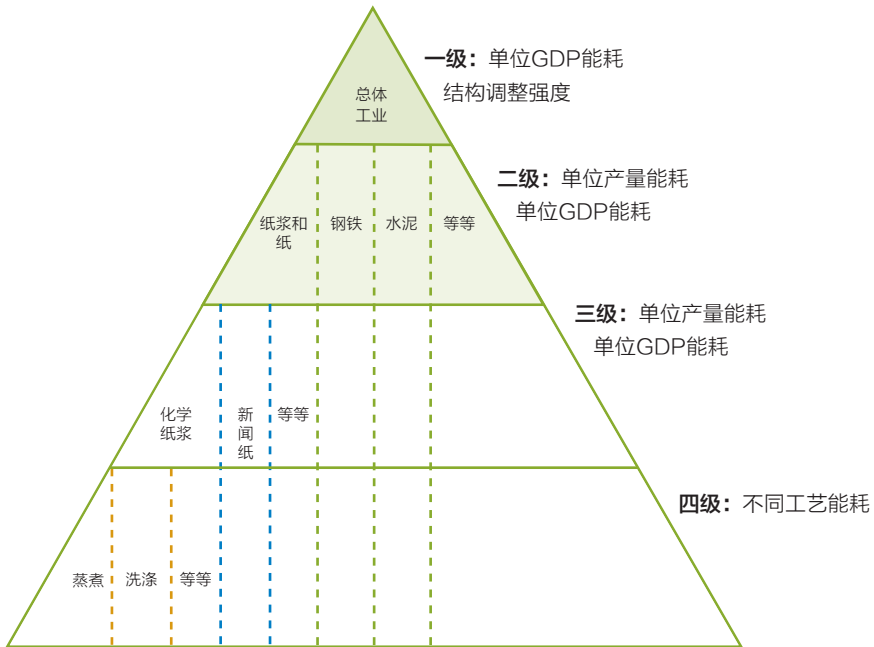 一级：单位GDP能耗
结构调整强度
总体
工业
二级：单位产量能耗
单位GDP能耗
纸浆和
纸
钢铁
水泥
等等
三级：单位产量能耗
单位GDP能耗
化学
纸浆
新
闻
纸
等等
四级：不同工艺能耗
蒸煮
洗涤
等等